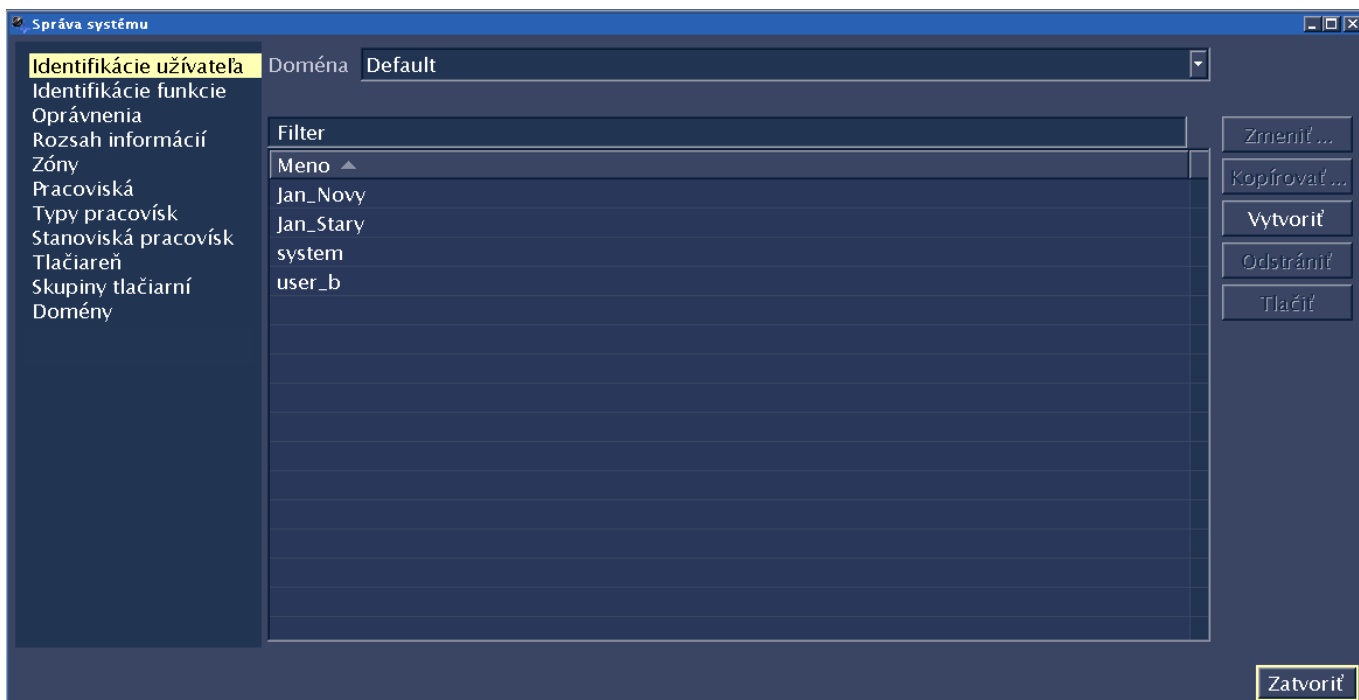 Správa systému
Identifikácie užívateľa
Identifikácie funkcie
Oprávnenia
Rozsah informácií
Zóny
Pracoviská
Typy pracovísk
Stanoviská pracovísk
Tlačiareň
Skupiny tlačiarní
Domény
Doména Default
Filter
Meno
Jan_Novy
Jan_Stary
system
user_b
Zmeniť ...
Kopírovať ...
Vytvoriť
Odstrániť
Tlačiť
Zatvoriť